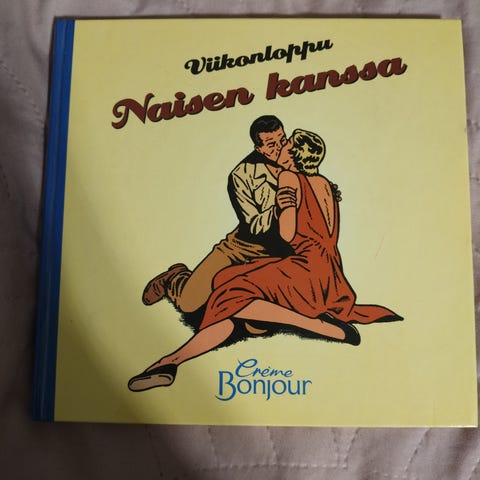 Viikonloppu
Naisen kanssa
Crème
Bonjour